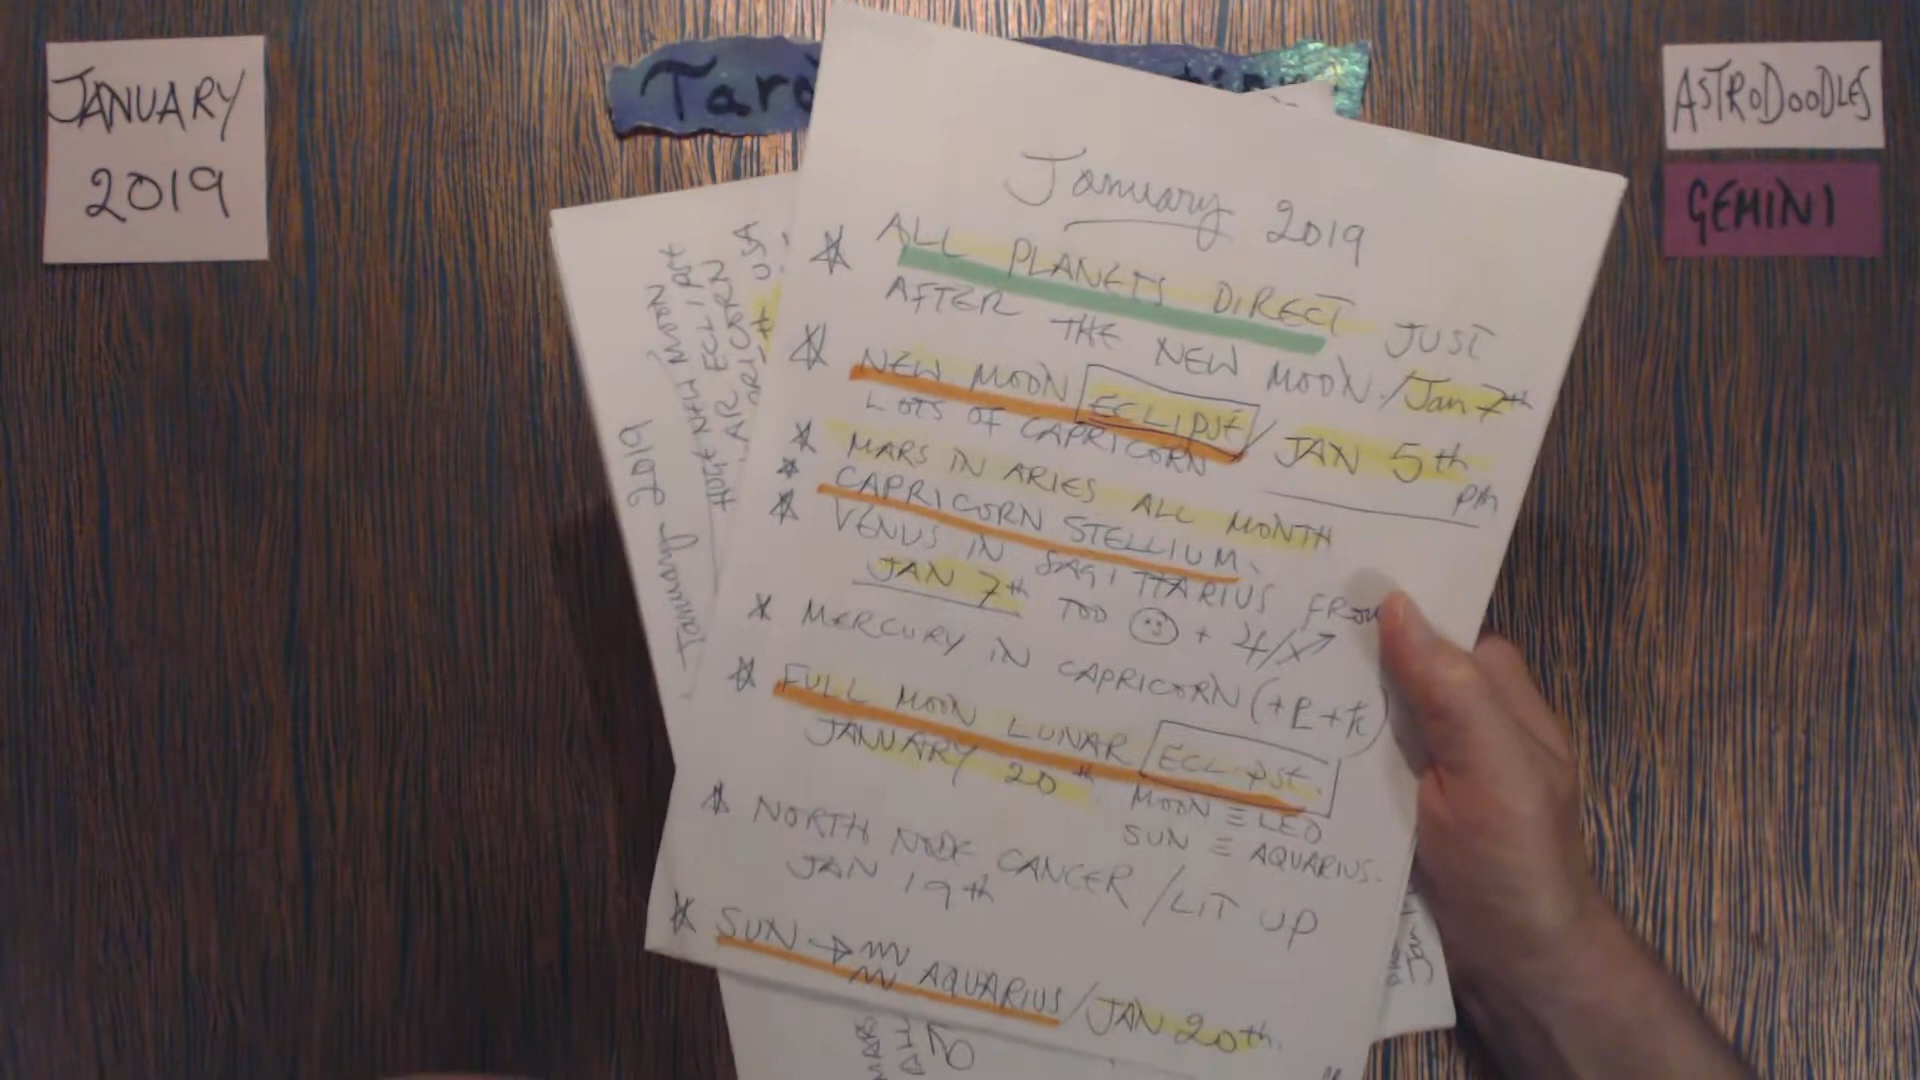 JANUARY
2019
Taro
ASTRODOODLES
GEMINI
January 2019
ALL PLANETS DIRECT JUST
AFTER THE NEW MOON./Jan 7th
NEW MOON ECLIPSE / JAN 5th
PM
LOTS OF CAPRICORN
MARS IN ARIES ALL MONTH
CAPRICORN STELLIUM.
VENUS IN SAGITTARIUS FROM
JAN 7th TOO + ♃/♐
MERCURY IN CAPRICORN (+♇+♄)
FULL MOON LUNAR ECLIPSE.
JANUARY 20th
MOON ≡ LEO
SUN ≡ AQUARIUS.
NORTH NODE CANCER / LIT UP
JAN 19th
SUN → ♒ AQUARIUS / JAN 20th.
January 2019
NEW MOON
USA